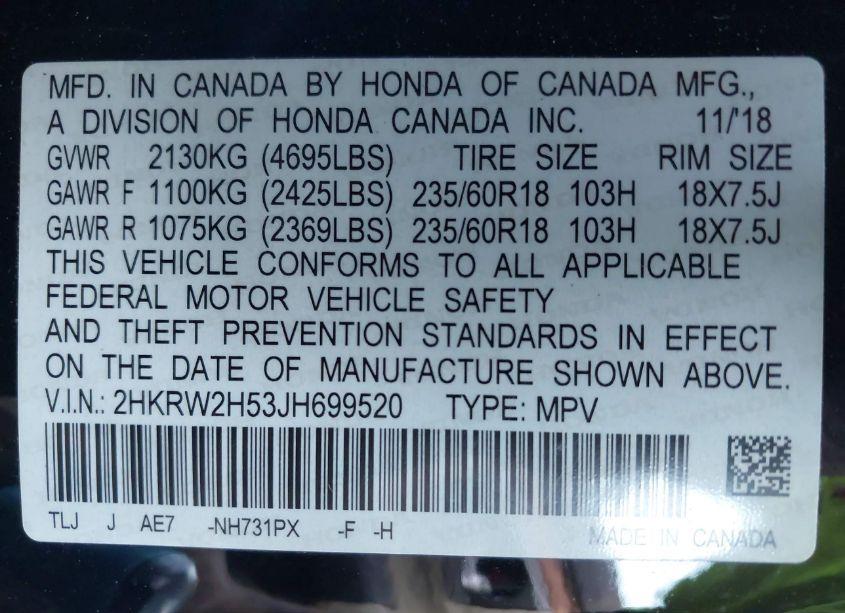 MFD. IN CANADA BY HONDA OF CANADA MFG.,
A DIVISION OF HONDA CANADA INC. 11/'18
GVWR 2130KG (4695LBS) TIRE SIZE RIM SIZE
GAWR F 1100KG (2425LBS) 235/60R18 103H 18X7.5J
GAWR R 1075KG (2369LBS) 235/60R18 103H 18X7.5J
THIS VEHICLE CONFORMS TO ALL APPLICABLE
FEDERAL MOTOR VEHICLE SAFETY
AND THEFT PREVENTION STANDARDS IN EFFECT
ON THE DATE OF MANUFACTURE SHOWN ABOVE.
V.I.N.: 2HKRW2H53JH699520 TYPE: MPV
TLJ J AE7 -NH731PX -F -H
MADE IN CANADA